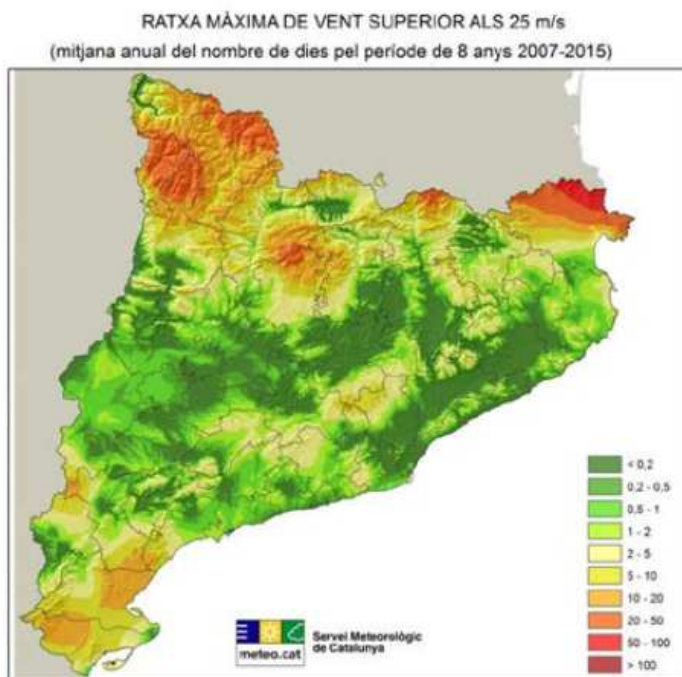 RATXA MÀXIMA DE VENT SUPERIOR ALS 25 m/s
(mitjana anual del nombre de dies pel període de 8 anys 2007-2015)
< 0,2
0,2 - 0,5
0,5 - 1
1 - 2
2 - 5
5 - 10
10 - 20
20 - 50
50 - 100
> 100
meteo.cat
Servei Meteorològic
de Catalunya